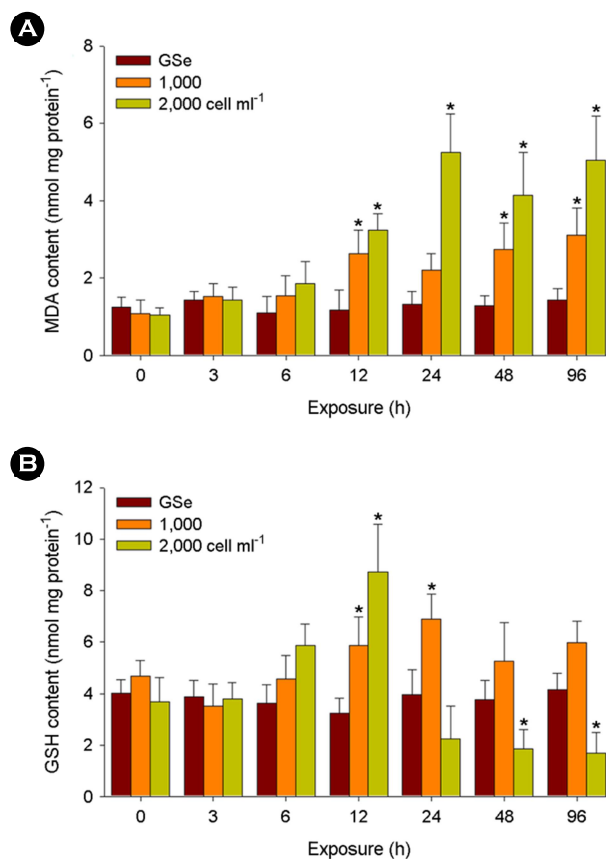 A
MDA content (nmol mg protein-1)
8
6
4
2
0
GSe
1,000
2,000 cell ml-1
*
*
*
*
*
*
*
0 3 6 12 24 48 96
Exposure (h)
B
GSH content (nmol mg protein-1)
12
10
8
6
4
2
0
GSe
1,000
2,000 cell ml-1
*
*
*
*
*
0 3 6 12 24 48 96
Exposure (h)